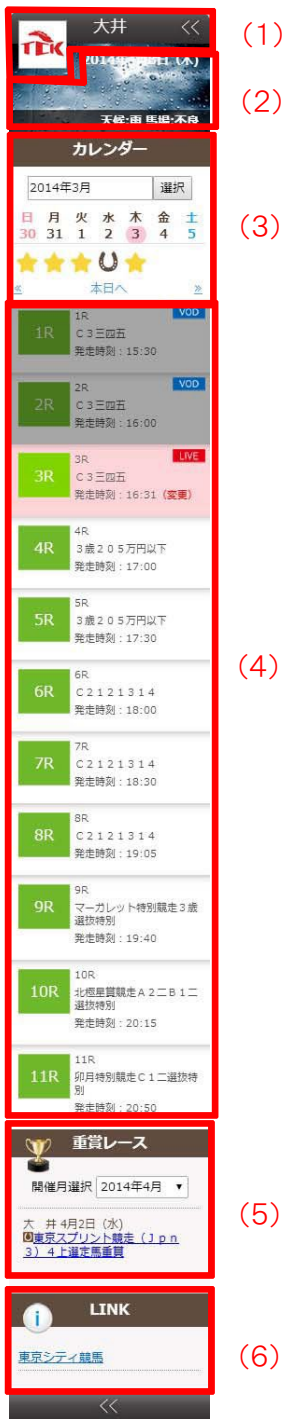 大井 <<
(1)
TCK
(2)
天候:雨 馬場:不良
カレンダー
2014年3月 選択
(3)
日 月 火 水 木 金 土
30 31 1 2 3 4 5
« 本日へ »
1R 1R VOD
C3三四五
発走時刻:15:30
2R 2R VOD
C3三四五
発走時刻:16:00
3R 3R LIVE
C3三四五
発走時刻:16:31 (変更)
4R 4R
3歳205万円以下
発走時刻:17:00
5R 5R
3歳205万円以下
発走時刻:17:30
(4)
6R 6R
C2121314
発走時刻:18:00
7R 7R
C2121314
発走時刻:18:30
8R 8R
C2121314
発走時刻:19:05
9R 9R
マーガレット特別競走3歳
選抜特別
発走時刻:19:40
10R 10R
北極星賞競走A2二B1二
選抜特別
発走時刻:20:15
11R 11R
卯月特別競走C1二選抜特
別
発走時刻:20:50
重賞レース
開催月選択 2014年4月 ▼
(5)
大 井 4月2日(水)
東京スプリント競走(Jpn
3)4上選定馬重賞
LINK
(6)
東京シティ競馬
<<